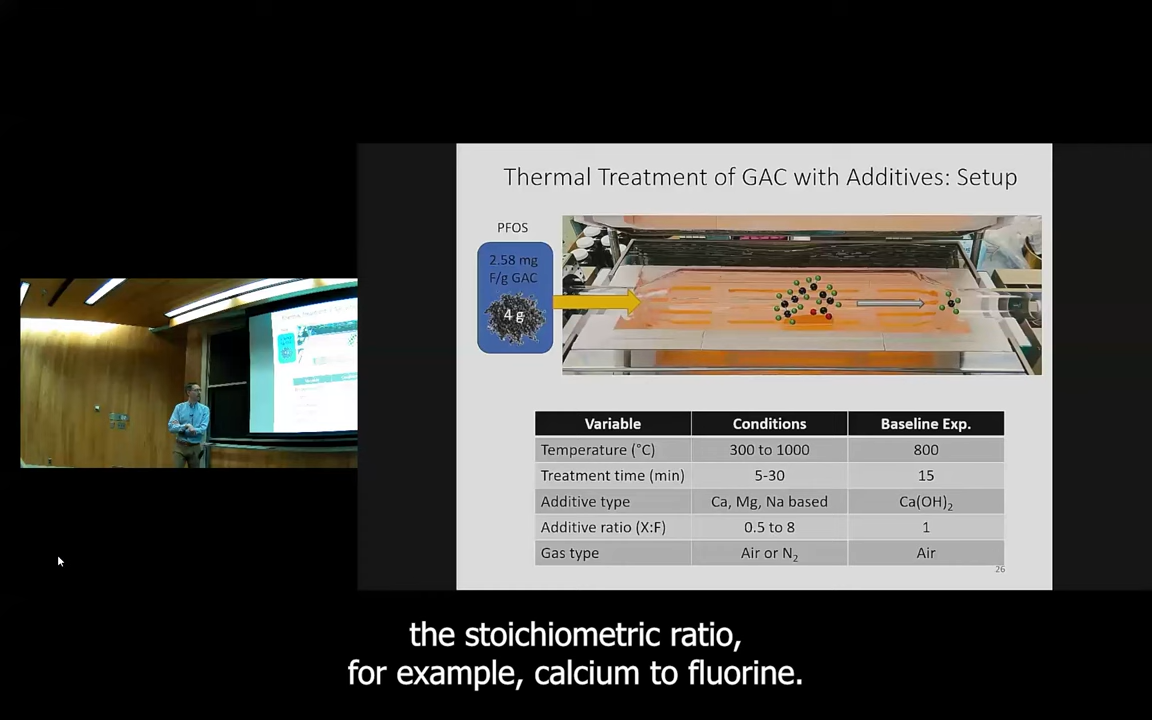 Thermal Treatment of GAC with Additives: Setup
PFOS
2.58 mg
F/g GAC
4 g
Variable Conditions Baseline Exp.
Temperature (°C) 300 to 1000 800
Treatment time (min) 5-30 15
Additive type Ca, Mg, Na based Ca(OH)₂
Additive ratio (X:F) 0.5 to 8 1
Gas type Air or N₂ Air
26
the stoichiometric ratio,
for example, calcium to fluorine.